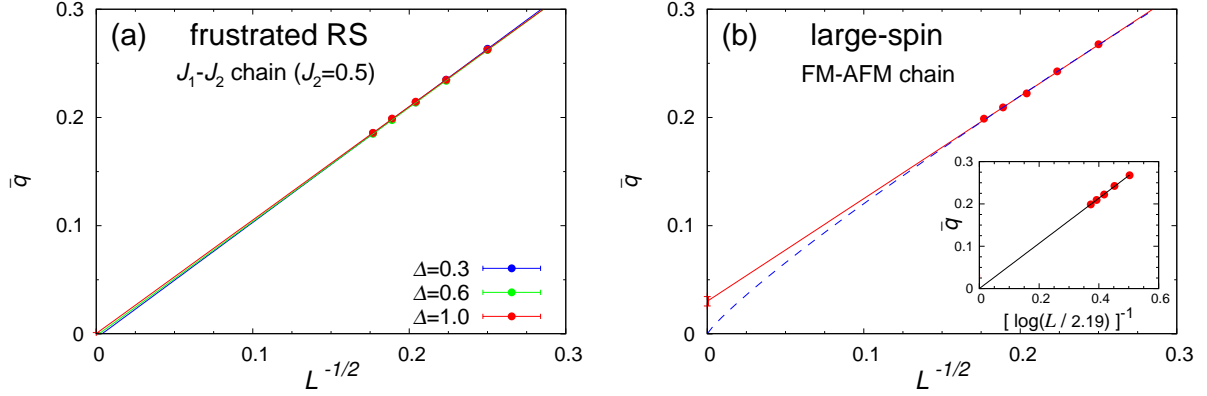 (a) frustrated RS
J₁-J₂ chain (J₂=0.5)
0.3
0.2
0.1
0
q̄
Δ=0.3
Δ=0.6
Δ=1.0
0 0.1 0.2 0.3
L^{-1/2}
(b) large-spin
FM-AFM chain
0.3
0.2
0.1
0
q̄
0.3
0.2
0.1
0
q̄
0 0.2 0.4 0.6
[ log(L / 2.19) ]^{-1}
0 0.1 0.2 0.3
L^{-1/2}